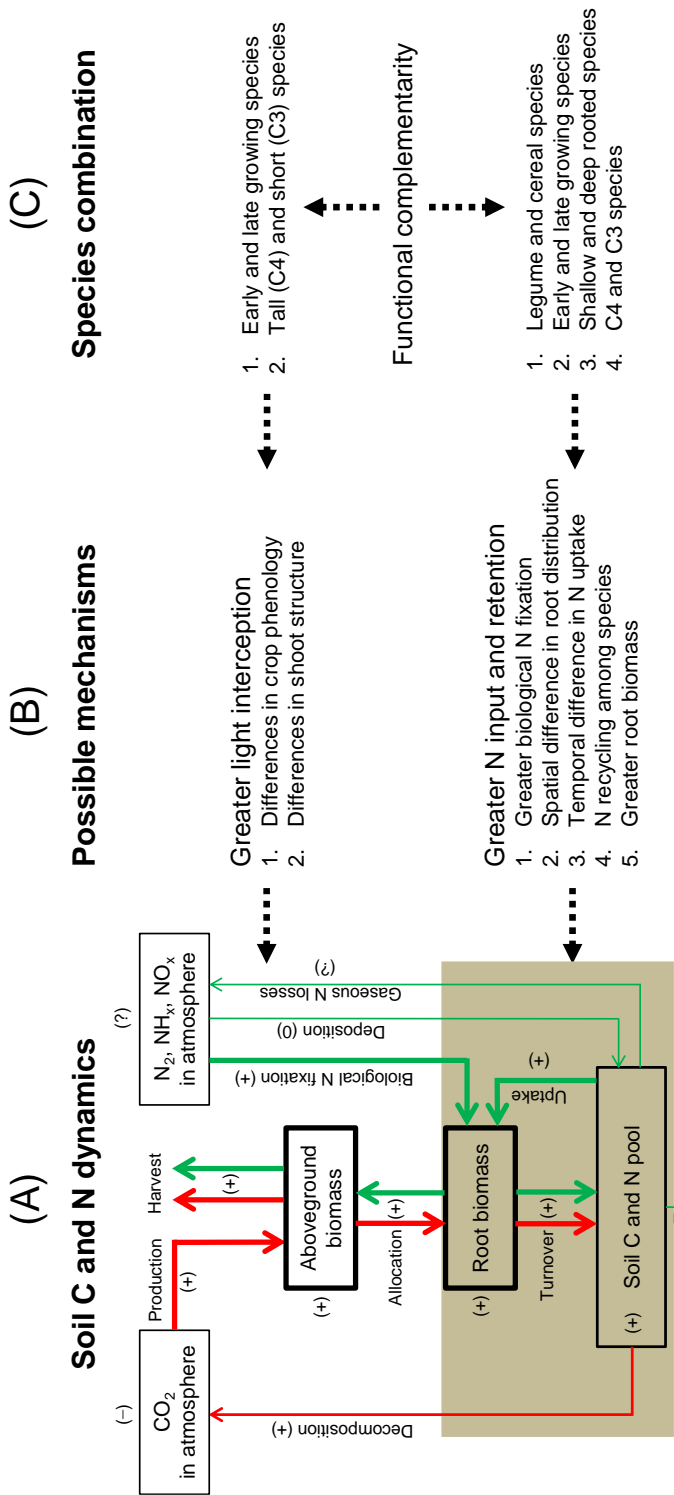 (A)
Soil C and N dynamics
(−)
CO2
in atmosphere
Production
(+)
Harvest
(+)
(?)
N2, NHx, NOx
in atmosphere
Aboveground
biomass
(+)
Allocation (+)
Root biomass
(+)
Turnover (+)
Soil C and N pool
(+)
Decomposition (+)
Uptake
(+)
Biological N fixation (+)
Deposition (0)
Gaseous N losses
(?)
(B)
Possible mechanisms
Greater light interception
1. Differences in crop phenology
2. Differences in shoot structure
Greater N input and retention
1. Greater biological N fixation
2. Spatial difference in root distribution
3. Temporal difference in N uptake
4. N recycling among species
5. Greater root biomass
(C)
Species combination
1. Early and late growing species
2. Tall (C4) and short (C3) species
Functional complementarity
1. Legume and cereal species
2. Early and late growing species
3. Shallow and deep rooted species
4. C4 and C3 species